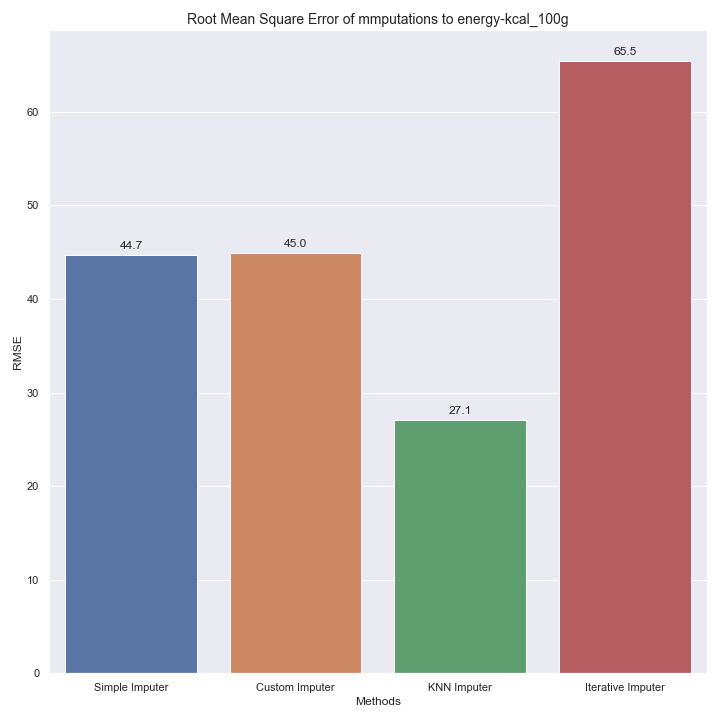 Root Mean Square Error of mmputations to energy-kcal_100g
65.5
60
50
44.7
45.0
40
RMSE
30
27.1
20
10
0
Simple Imputer
Custom Imputer
KNN Imputer
Iterative Imputer
Methods